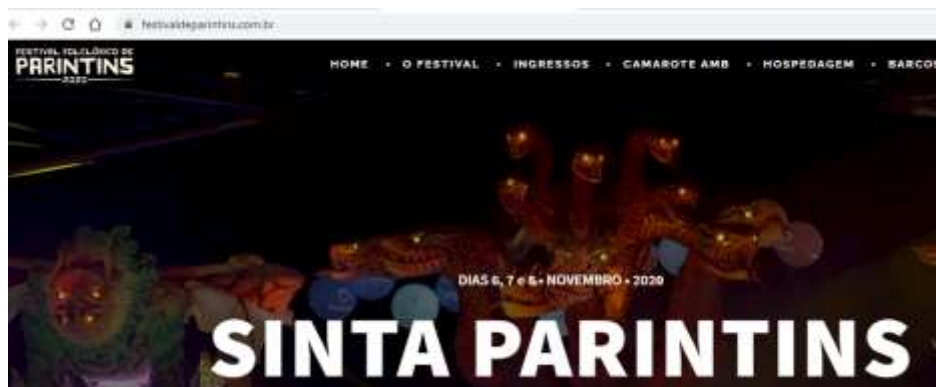 festivaldeparintins.com.br
FESTIVAL FOLCLÓRICO DE
PARINTINS
2020
HOME • O FESTIVAL • INGRESSOS • CAMAROTE AMB • HOSPEDAGEM • BARCOS
DIAS 6, 7 e 8 • NOVEMBRO • 2020
SINTA PARINTINS